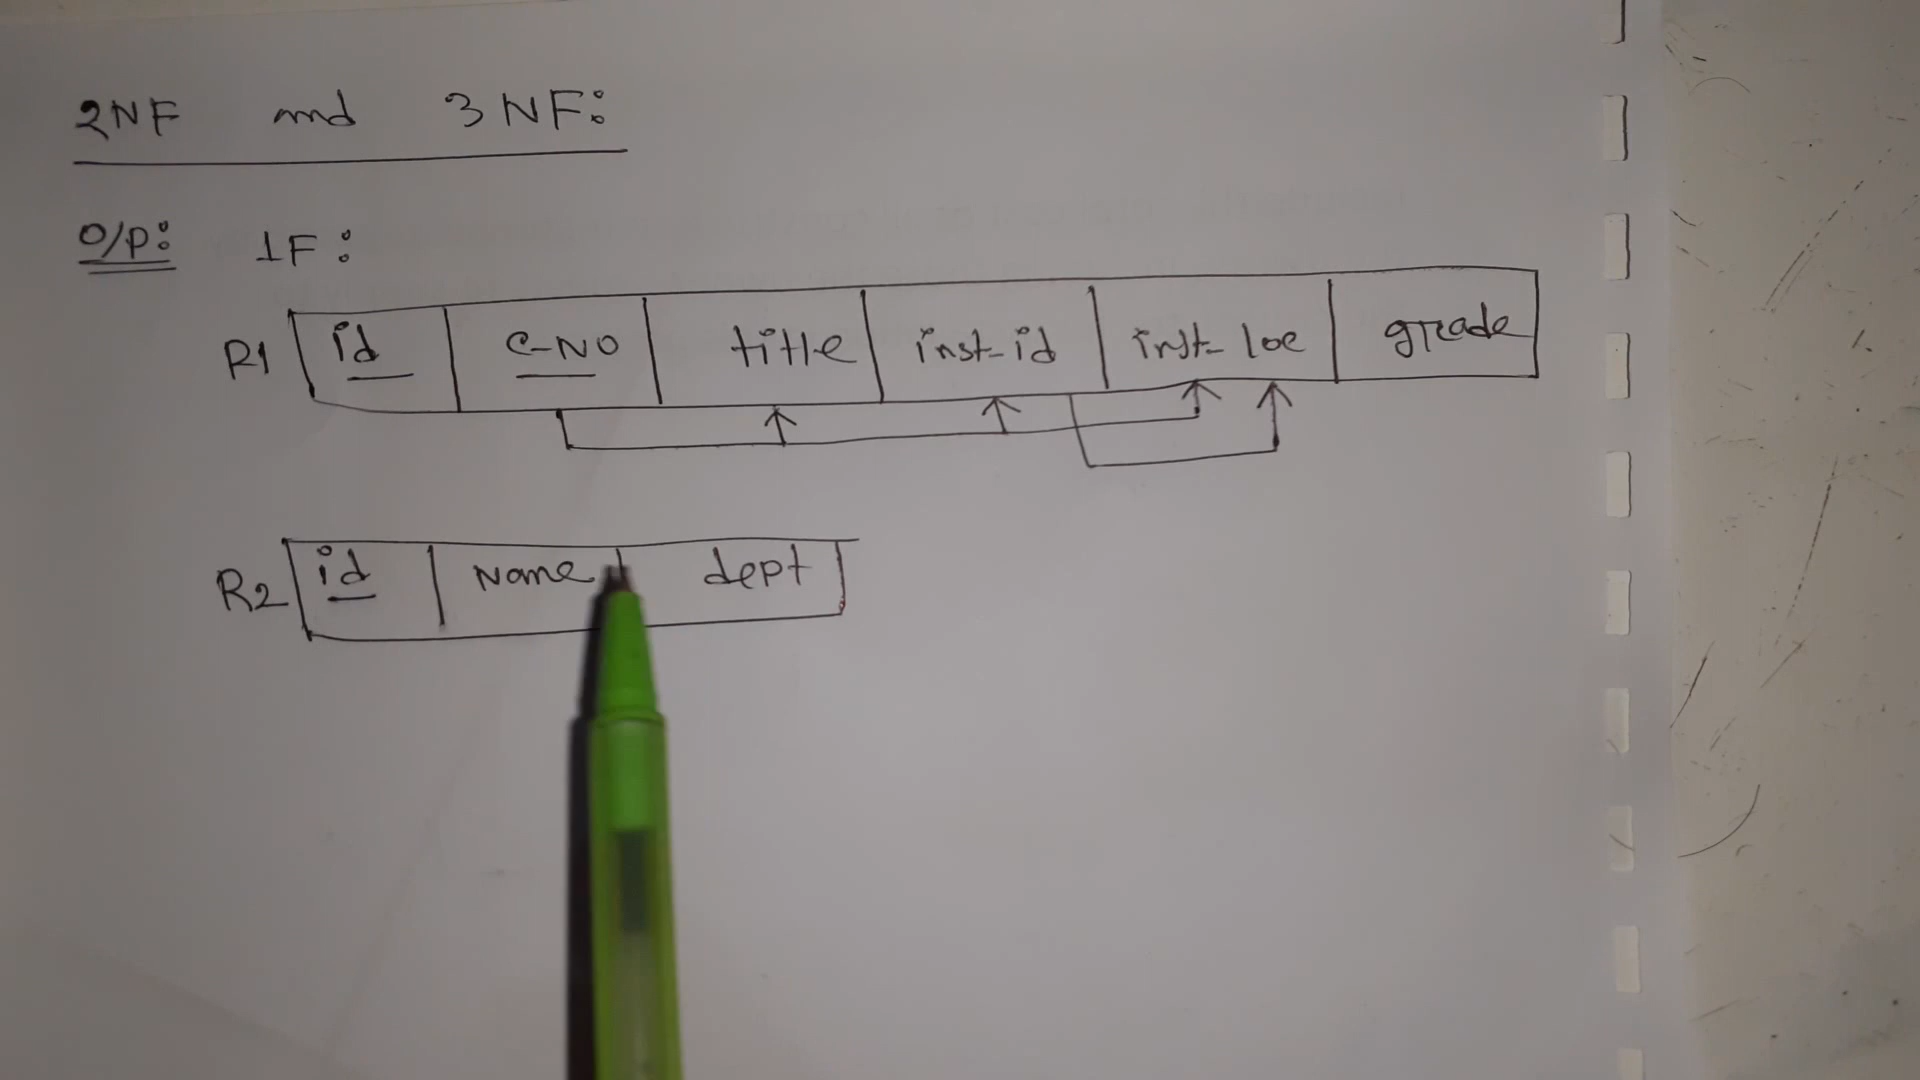 2NF and 3NF:
O/P: 1F:
R1 id C-NO title inst-id inst-loc grade
R2 id Name dept